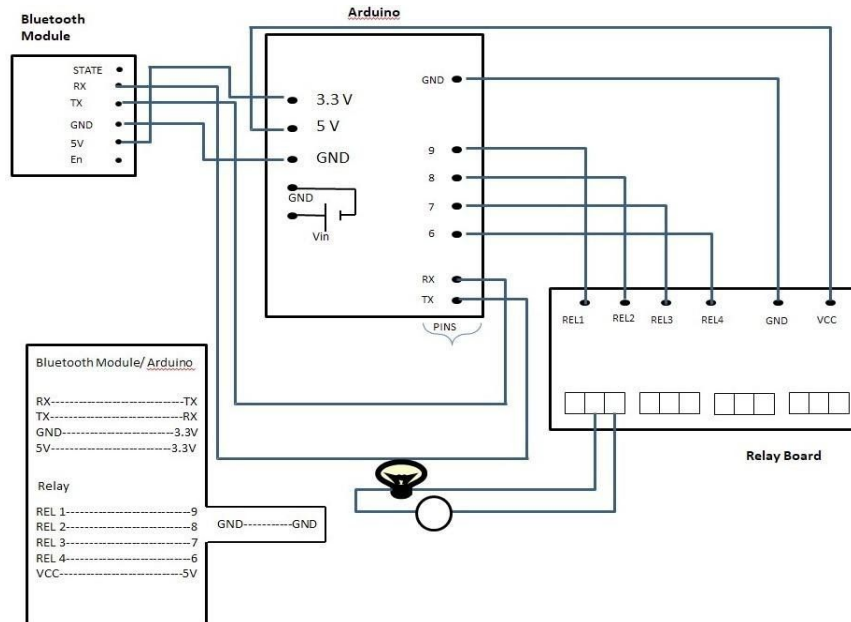 Bluetooth
Module
STATE
RX
TX
GND
5V
En
Arduino
3.3 V
5 V
GND
GND
Vin
GND
9
8
7
6
RX
TX
PINS
REL1
REL2
REL3
REL4
GND
VCC
Relay Board
Bluetooth Module/ Arduino
RX----------------------------TX
TX----------------------------RX
GND---------------------3.3V
5V-----------------------3.3V
Relay
REL 1-------------------------9
REL 2-------------------------8
REL 3-------------------------7
REL 4-------------------------6
VCC-------------------------5V
GND-----------GND